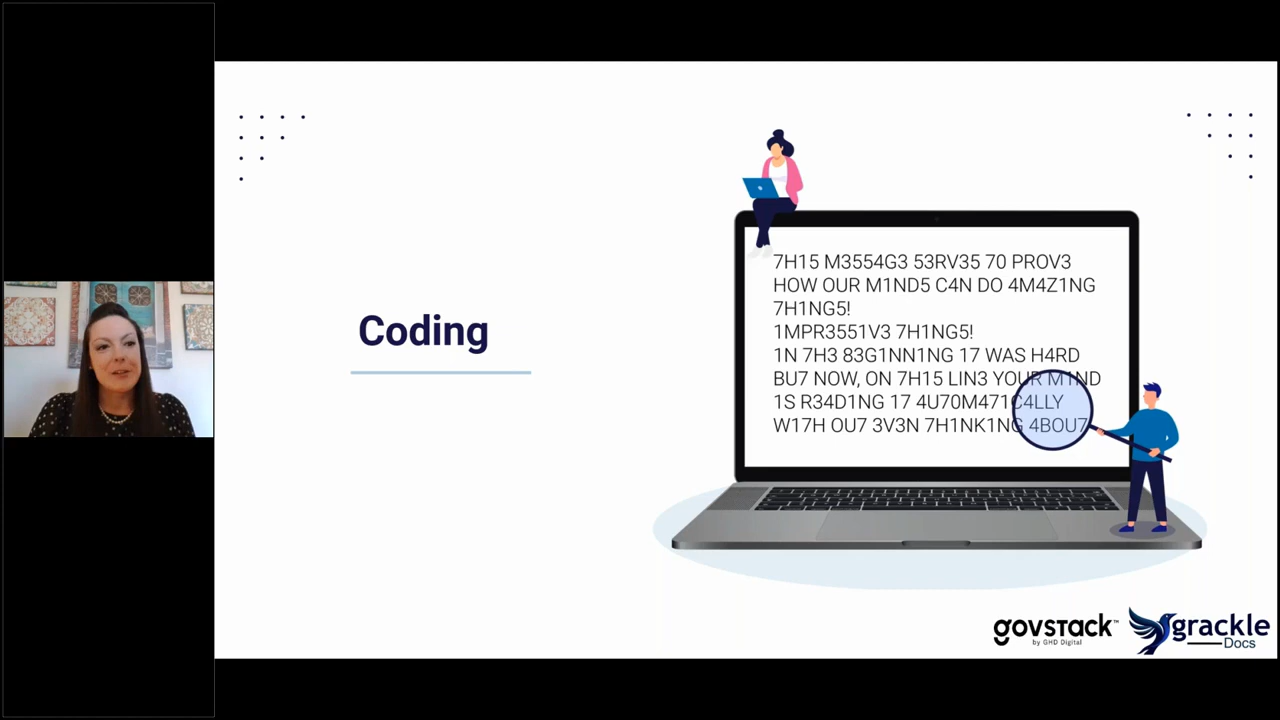 Coding
7H15 M3554G3 53RV35 70 PROV3
HOW OUR M1ND5 C4N DO 4M4Z1NG
7H1NG5!
1MPR3551V3 7H1NG5!
1N 7H3 83G1NN1NG 17 WAS H4RD
BU7 NOW, ON 7H15 LIN3 YOUR M1ND
1S R34D1NG 17 4U70M471C4LLY
W17H OU7 3V3N 7H1NK1NG 4BOU7
govstack™
by GHD Digital
grackle
Docs